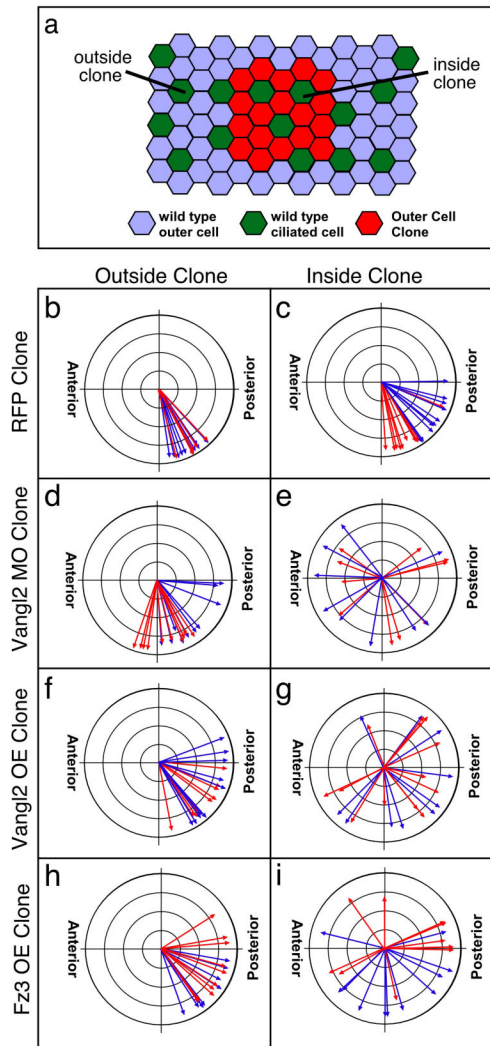 a
outside
clone
inside
clone
wild type
outer cell
wild type
ciliated cell
Outer Cell
Clone
Outside Clone
Inside Clone
RFP Clone
b
Anterior
Posterior
c
Anterior
Posterior
Vangl2 MO Clone
d
Anterior
Posterior
e
Anterior
Posterior
Vangl2 OE Clone
f
Anterior
Posterior
g
Anterior
Posterior
Fz3 OE Clone
h
Anterior
Posterior
i
Anterior
Posterior